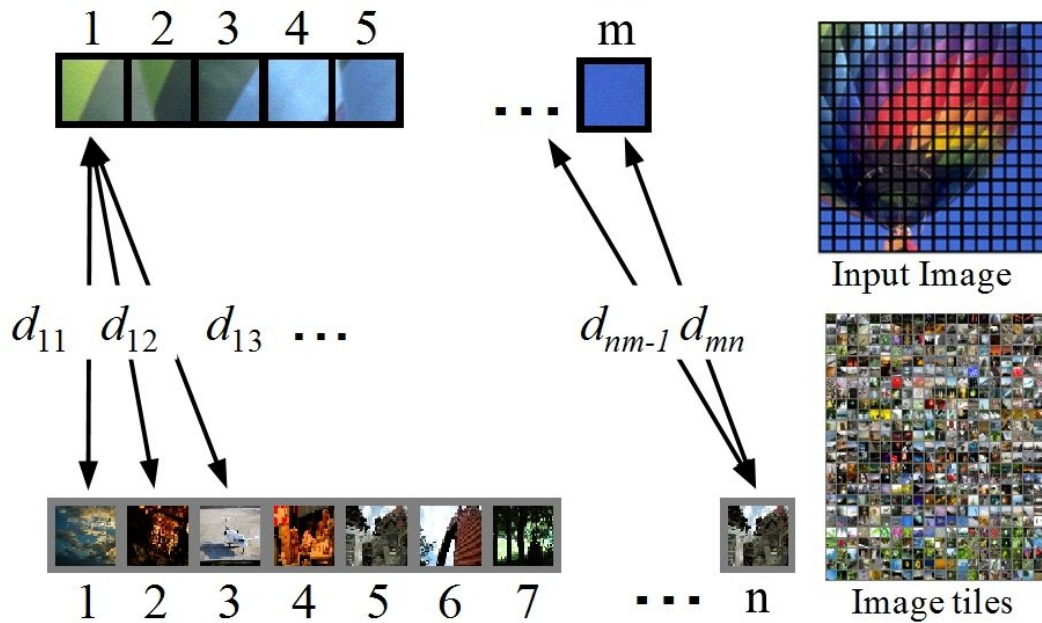 1 2 3 4 5 ... m
Input Image
d11 d12 d13 ... dnm-1 dmn
1 2 3 4 5 6 7 ... n
Image tiles